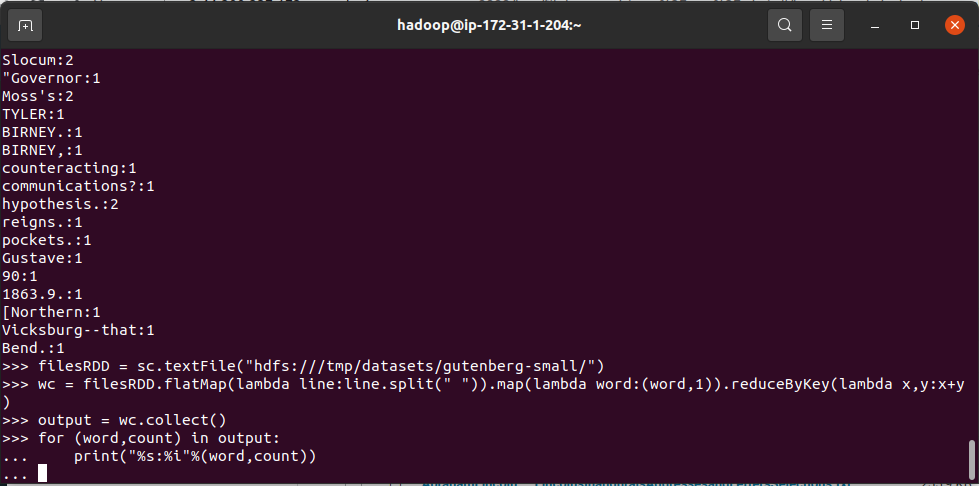 hadoop@ip-172-31-1-204:~
Slocum:2
"Governor:1
Moss's:2
TYLER:1
BIRNEY.:1
BIRNEY,:1
counteracting:1
communications?:1
hypothesis.:2
reigns.:1
pockets.:1
Gustave:1
90:1
1863.9.:1
[Northern:1
Vicksburg--that:1
Bend.:1
>>> filesRDD = sc.textFile("hdfs:///tmp/datasets/gutenberg-small/")
>>> wc = filesRDD.flatMap(lambda line:line.split(" ")).map(lambda word:(word,1)).reduceByKey(lambda x,y:x+y
)
>>> output = wc.collect()
>>> for (word,count) in output:
...     print("%s:%i"%(word,count))
...